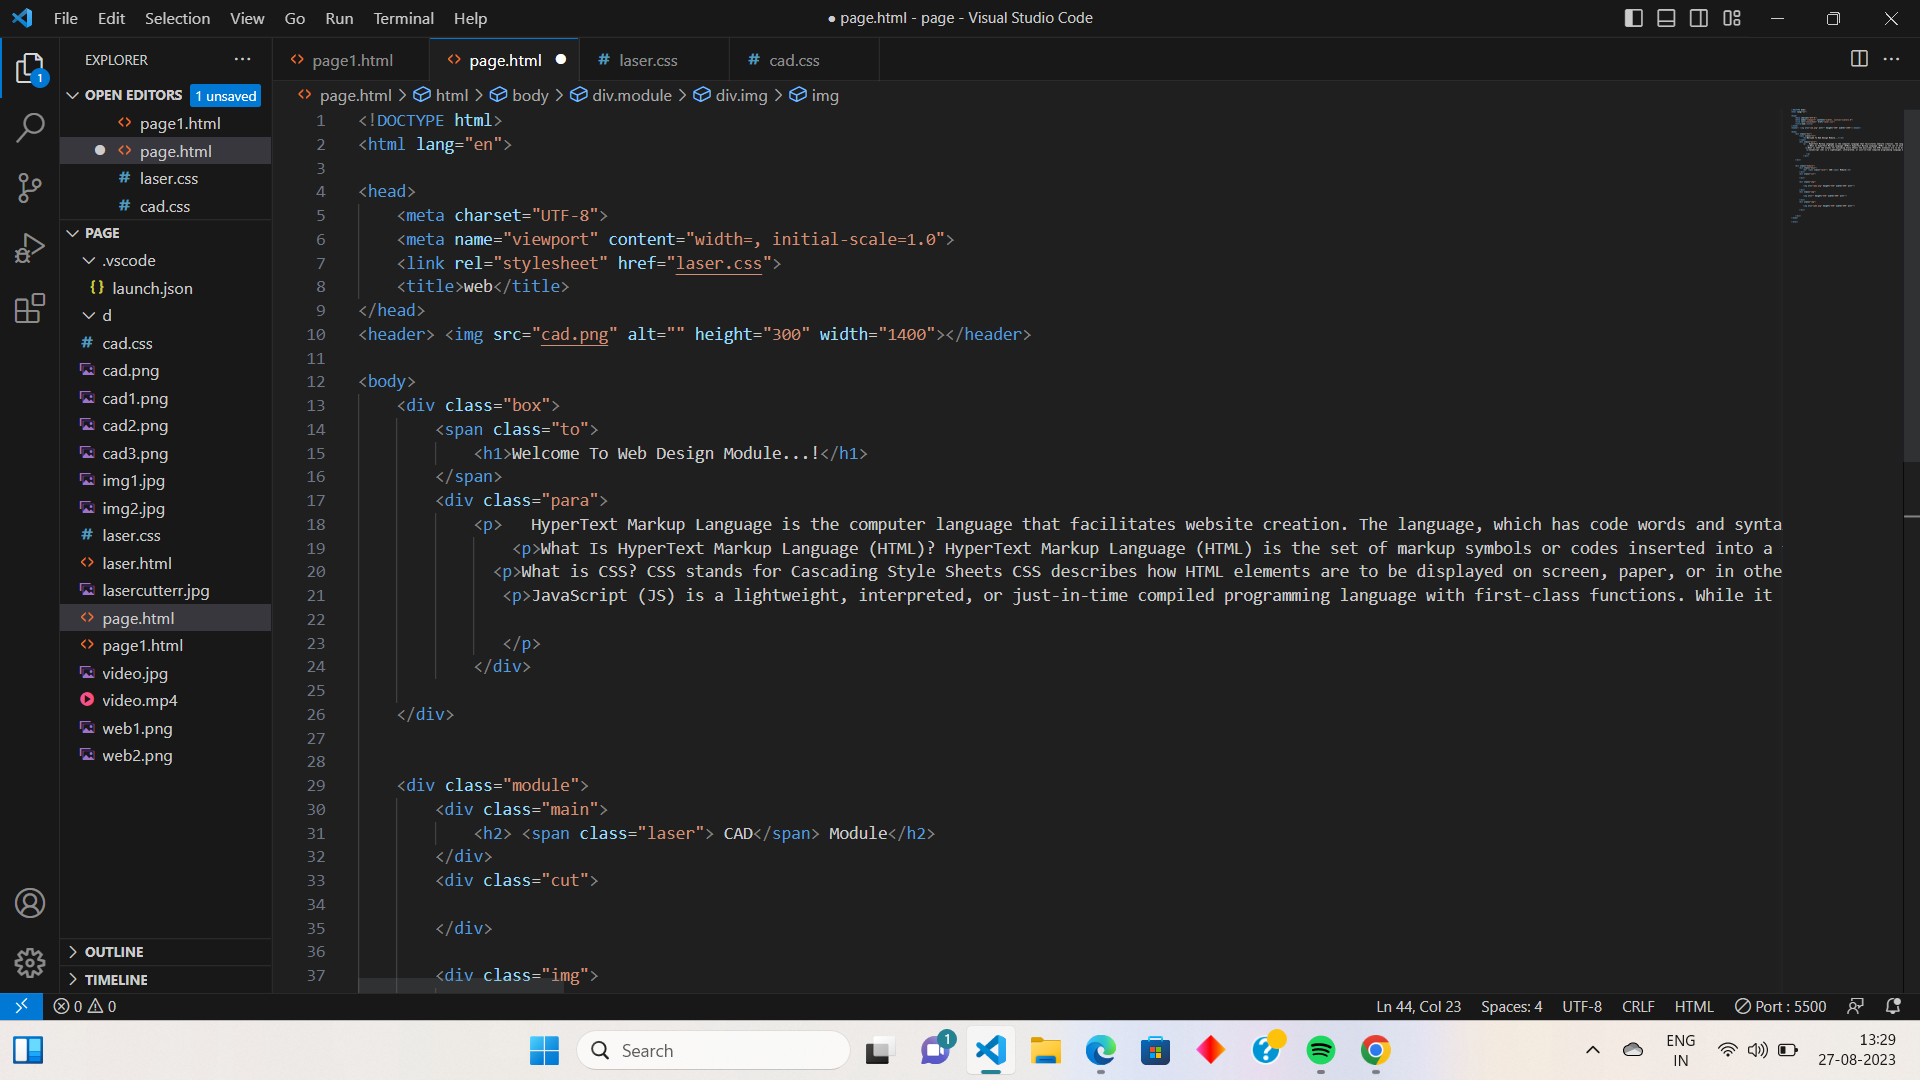 File Edit Selection View Go Run Terminal Help
● page.html - page - Visual Studio Code
EXPLORER
page1.html
page.html
laser.css
cad.css
OPEN EDITORS 1 unsaved
page1.html
page.html
laser.css
cad.css
PAGE
.vscode
launch.json
d
cad.css
cad.png
cad1.png
cad2.png
cad3.png
img1.jpg
img2.jpg
laser.css
laser.html
lasercutterr.jpg
page.html
page1.html
video.jpg
video.mp4
web1.png
web2.png
OUTLINE
TIMELINE
page.html > html > body > div.module > div.img > img
1 <!DOCTYPE html>
2 <html lang="en">
3
4 <head>
5 <meta charset="UTF-8">
6 <meta name="viewport" content="width=, initial-scale=1.0">
7 <link rel="stylesheet" href="laser.css">
8 <title>web</title>
9 </head>
10 <header> <img src="cad.png" alt="" height="300" width="1400"></header>
11
12 <body>
13 <div class="box">
14 <span class="to">
15 <h1>Welcome To Web Design Module...!</h1>
16 </span>
17 <div class="para">
18 <p> HyperText Markup Language is the computer language that facilitates website creation. The language, which has code words and synta
19 <p>What Is HyperText Markup Language (HTML)? HyperText Markup Language (HTML) is the set of markup symbols or codes inserted into a
20 <p>What is CSS? CSS stands for Cascading Style Sheets CSS describes how HTML elements are to be displayed on screen, paper, or in othe
21 <p>JavaScript (JS) is a lightweight, interpreted, or just-in-time compiled programming language with first-class functions. While it
22
23 </p>
24 </div>
25
26 </div>
27
28
29 <div class="module">
30 <div class="main">
31 <h2> <span class="laser"> CAD</span> Module</h2>
32 </div>
33 <div class="cut">
34
35 </div>
36
37 <div class="img">
0 0
Ln 44, Col 23 Spaces: 4 UTF-8 CRLF HTML Port : 5500
Search
1
1
ENG
IN
13:29
27-08-2023